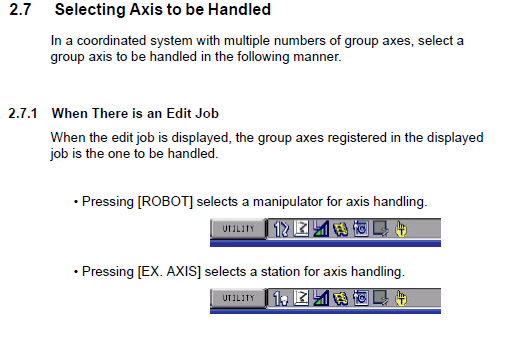 2.7 Selecting Axis to be Handled
In a coordinated system with multiple numbers of group axes, select a
group axis to be handled in the following manner.
2.7.1 When There is an Edit Job
When the edit job is displayed, the group axes registered in the displayed
job is the one to be handled.
• Pressing [ROBOT] selects a manipulator for axis handling.
UTILITY
• Pressing [EX. AXIS] selects a station for axis handling.
UTILITY